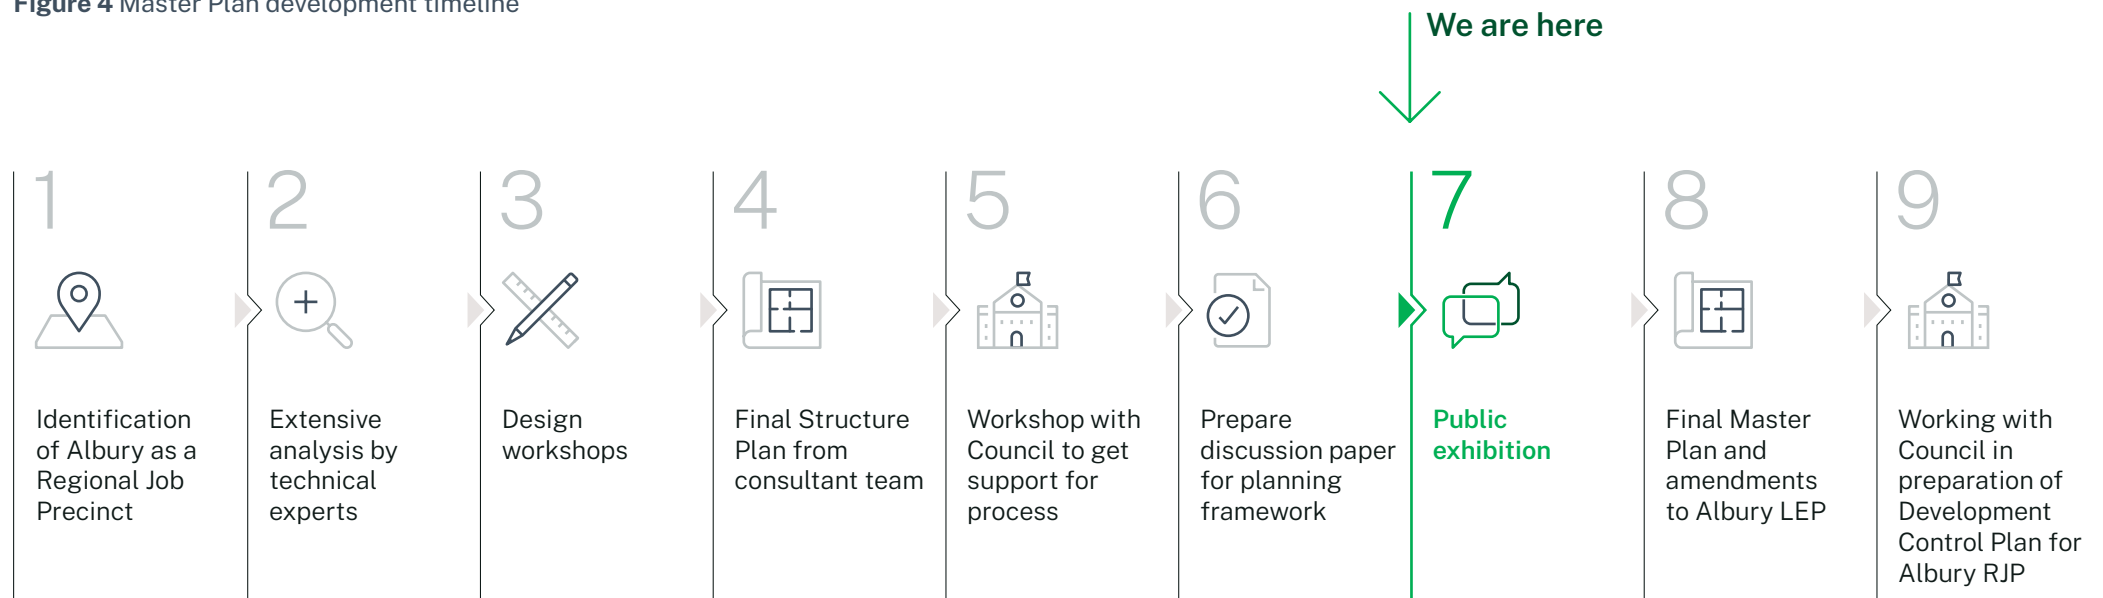 Figure 4 Master Plan development timeline
We are here
1
Identification
of Albury as a
Regional Job
Precinct
2
Extensive
analysis by
technical
experts
3
Design
workshops
4
Final Structure
Plan from
consultant team
5
Workshop with
Council to get
support for
process
6
Prepare
discussion paper
for planning
framework
7
Public
exhibition
8
Final Master
Plan and
amendments
to Albury LEP
9
Working with
Council in
preparation of
Development
Control Plan for
Albury RJP